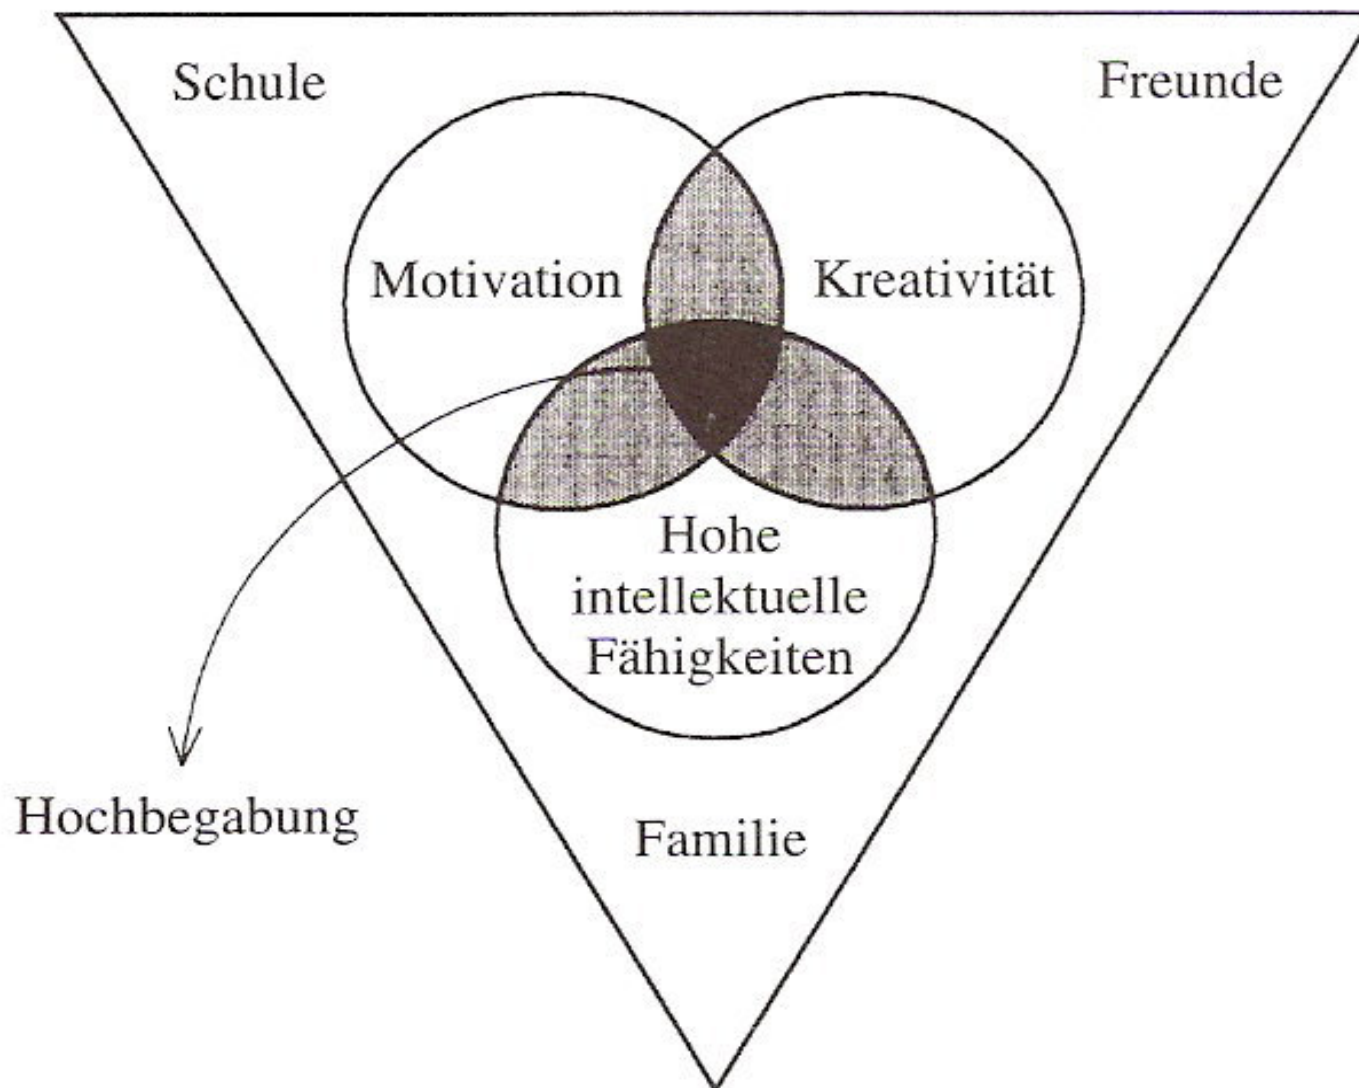 Schule
Freunde
Motivation
Kreativität
Hohe
intellektuelle
Fähigkeiten
Hochbegabung
Familie